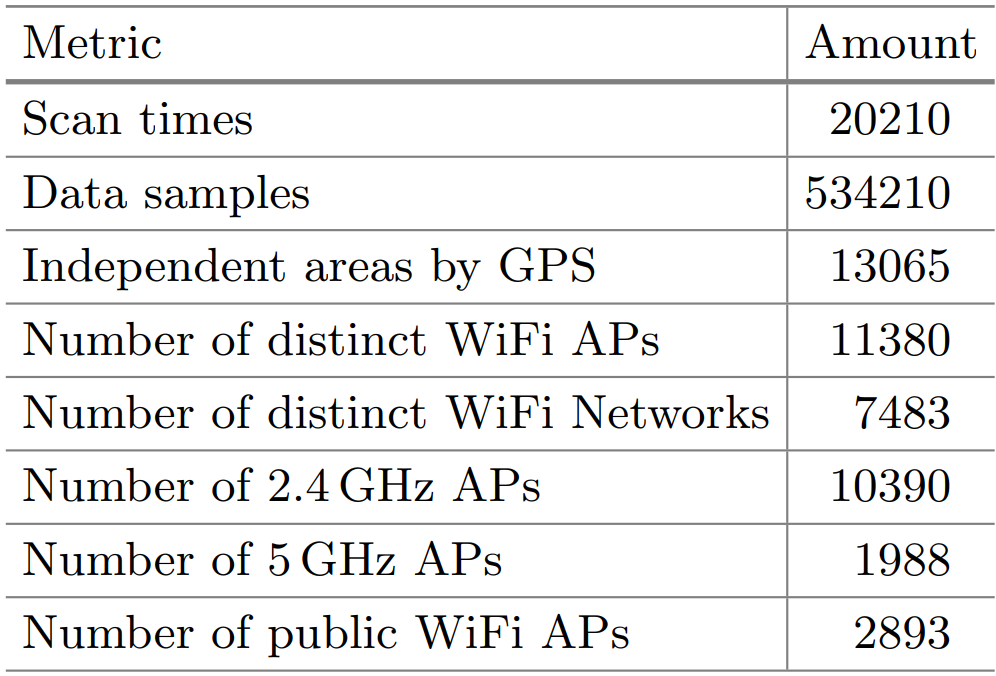 Metric Amount
Scan times 20210
Data samples 534210
Independent areas by GPS 13065
Number of distinct WiFi APs 11380
Number of distinct WiFi Networks 7483
Number of 2.4 GHz APs 10390
Number of 5 GHz APs 1988
Number of public WiFi APs 2893